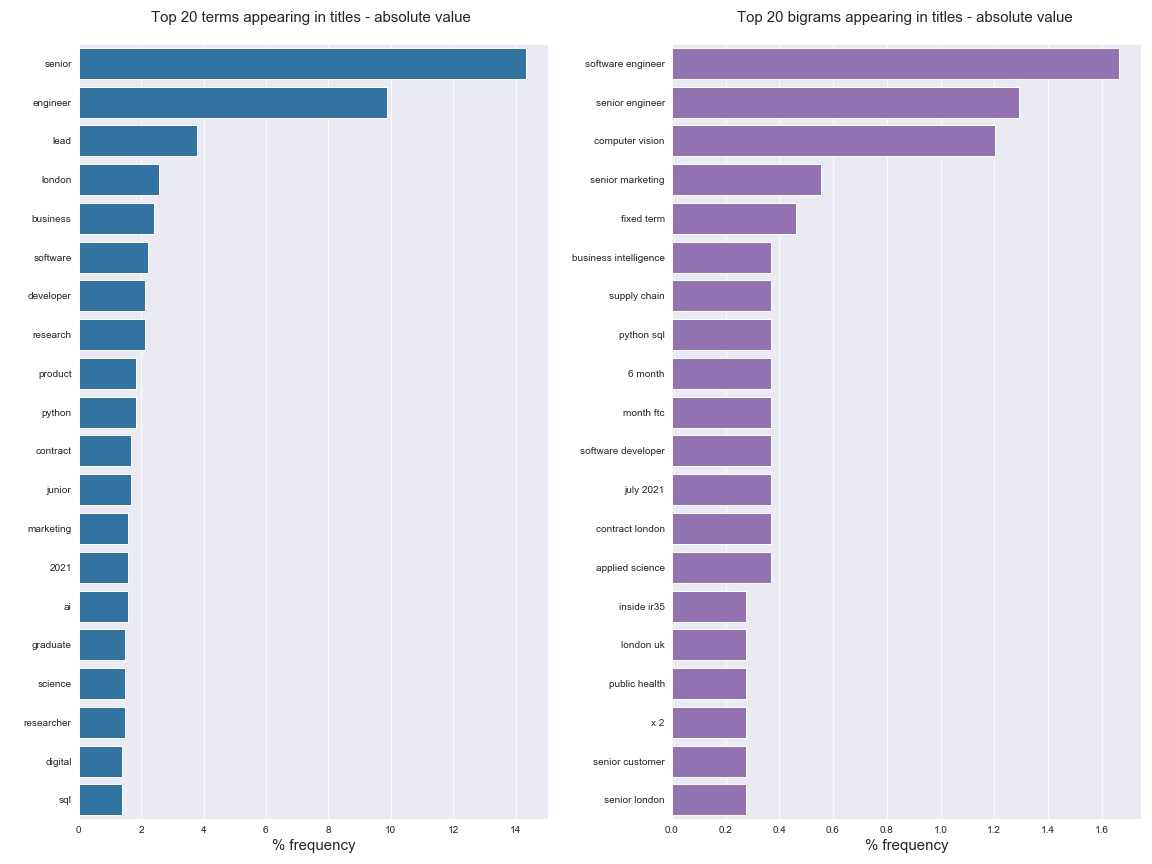 Top 20 terms appearing in titles - absolute value
senior
engineer
lead
london
business
software
developer
research
product
python
contract
junior
marketing
2021
ai
graduate
science
researcher
digital
sql
0 2 4 6 8 10 12 14
% frequency
Top 20 bigrams appearing in titles - absolute value
software engineer
senior engineer
computer vision
senior marketing
fixed term
business intelligence
supply chain
python sql
6 month
month ftc
software developer
july 2021
contract london
applied science
inside ir35
london uk
public health
x 2
senior customer
senior london
0.0 0.2 0.4 0.6 0.8 1.0 1.2 1.4 1.6
% frequency